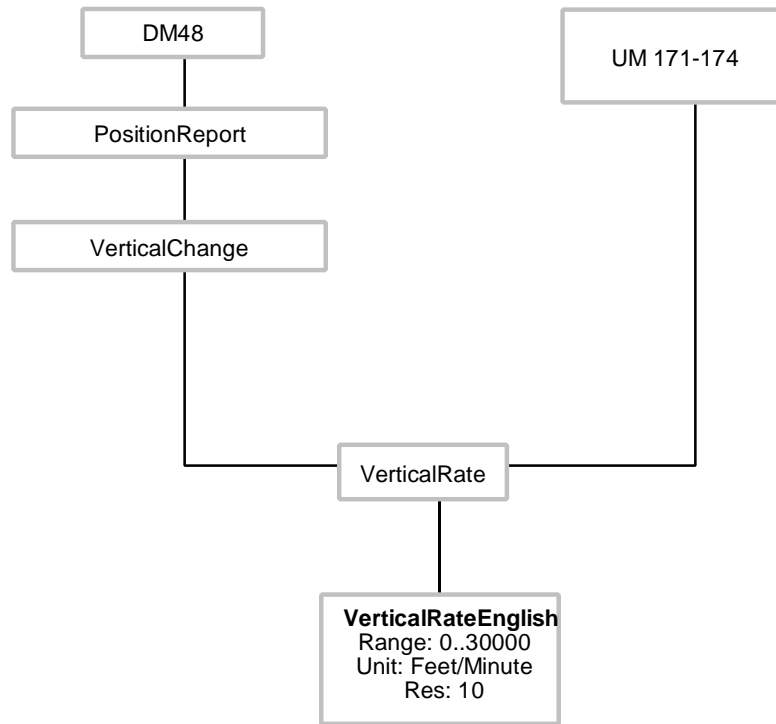 DM48
UM 171-174
PositionReport
VerticalChange
VerticalRate
VerticalRateEnglish
Range: 0..30000
Unit: Feet/Minute
Res: 10